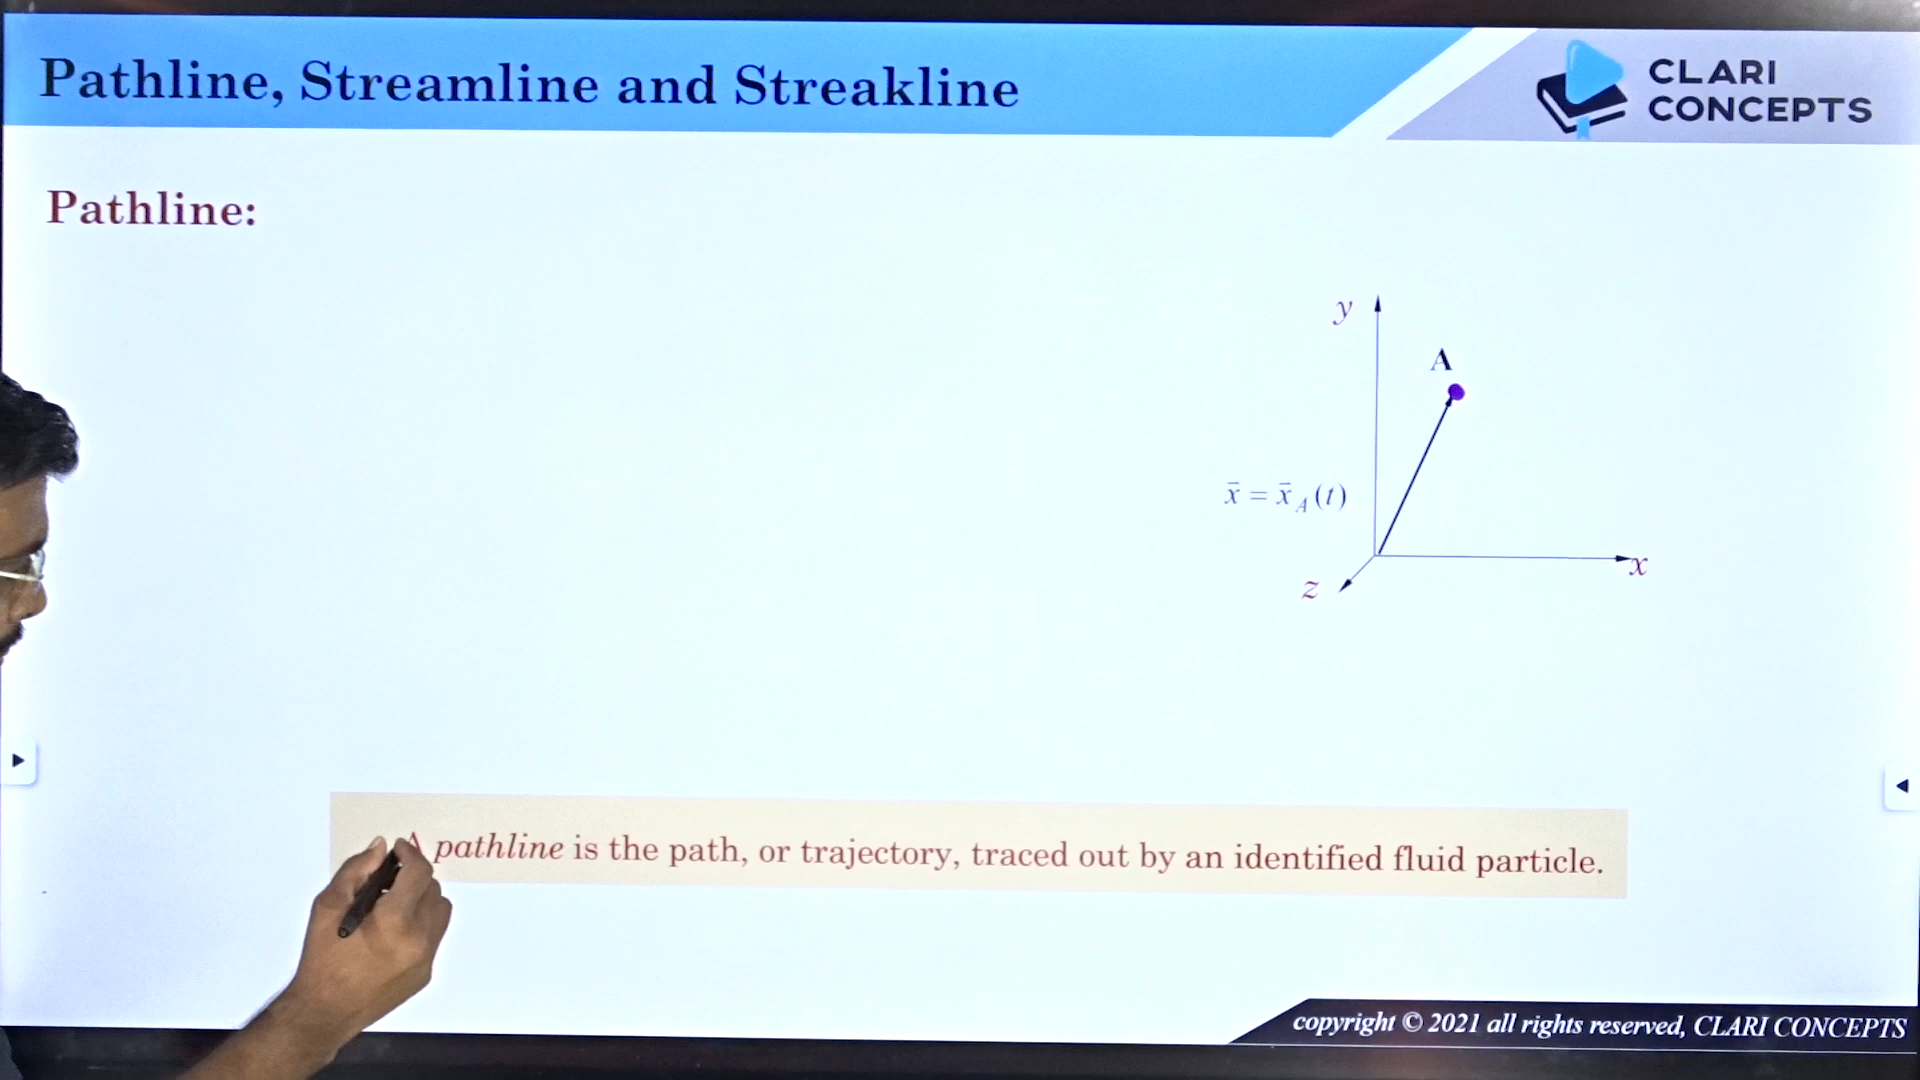 Pathline, Streamline and Streakline
CLARI
CONCEPTS
Pathline:
y
A
x̄ = x̄_A(t)
x
z
A pathline is the path, or trajectory, traced out by an identified fluid particle.
copyright © 2021 all rights reserved, CLARI CONCEPTS